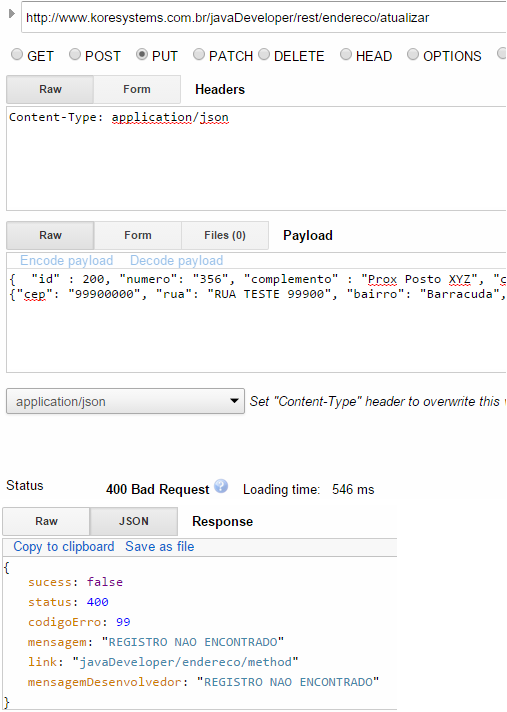 http://www.koresystems.com.br/javaDeveloper/rest/endereco/atualizar
GET POST PUT PATCH DELETE HEAD OPTIONS
Raw Form Headers
Content-Type: application/json
Raw Form Files (0) Payload
Encode payload Decode payload
{ "id" : 200, "numero": "356", "complemento" : "Prox Posto XYZ", "c
{"cep": "99900000", "rua": "RUA TESTE 99900", "bairro": "Barracuda",
application/json Set "Content-Type" header to overwrite this
Status 400 Bad Request ? Loading time: 546 ms
Raw JSON Response
Copy to clipboard Save as file
{
sucess: false
status: 400
codigoErro: 99
mensagem: "REGISTRO NAO ENCONTRADO"
link: "javaDeveloper/endereco/method"
mensagemDesenvolvedor: "REGISTRO NAO ENCONTRADO"
}